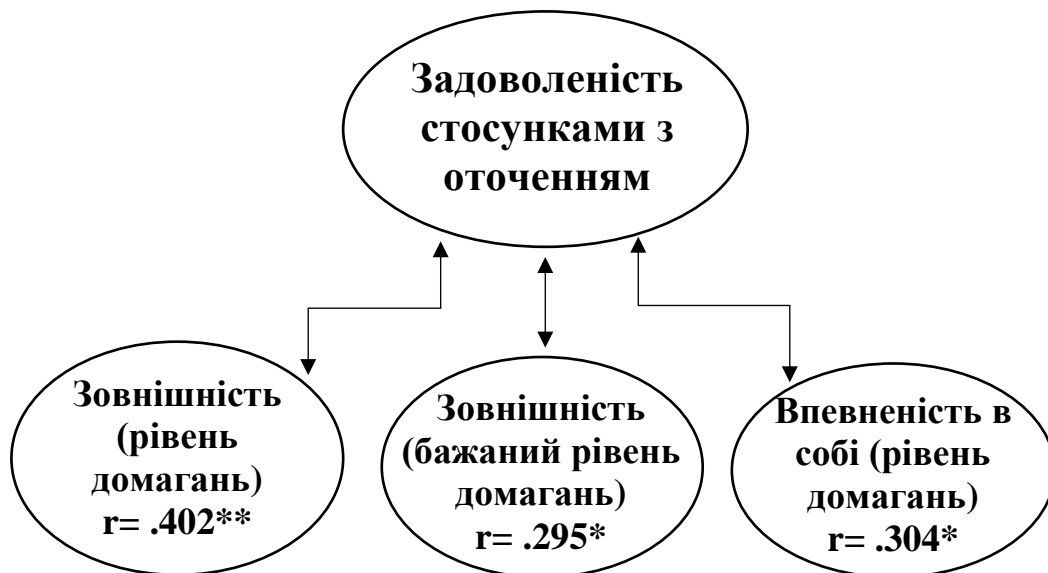 Задоволеність
стосунками з
оточенням
Зовнішність
(рівень
домагань)
r= .402**
Зовнішність
(бажаний рівень
домагань)
r= .295*
Впевненість в
собі (рівень
домагань)
r= .304*